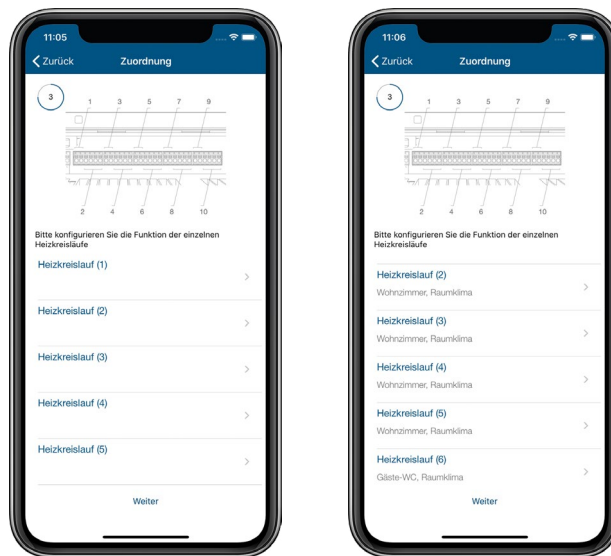 11:05
Zurück Zuordnung
3
1 3 5 7 9
2 4 6 8 10
Bitte konfigurieren Sie die Funktion der einzelnen
Heizkreisläufe
Heizkreislauf (1)
Heizkreislauf (2)
Heizkreislauf (3)
Heizkreislauf (4)
Heizkreislauf (5)
Weiter
11:06
Zurück Zuordnung
3
1 3 5 7 9
2 4 6 8 10
Bitte konfigurieren Sie die Funktion der einzelnen
Heizkreisläufe
Heizkreislauf (2)
Wohnzimmer, Raumklima
Heizkreislauf (3)
Wohnzimmer, Raumklima
Heizkreislauf (4)
Wohnzimmer, Raumklima
Heizkreislauf (5)
Wohnzimmer, Raumklima
Heizkreislauf (6)
Gäste-WC, Raumklima
Weiter